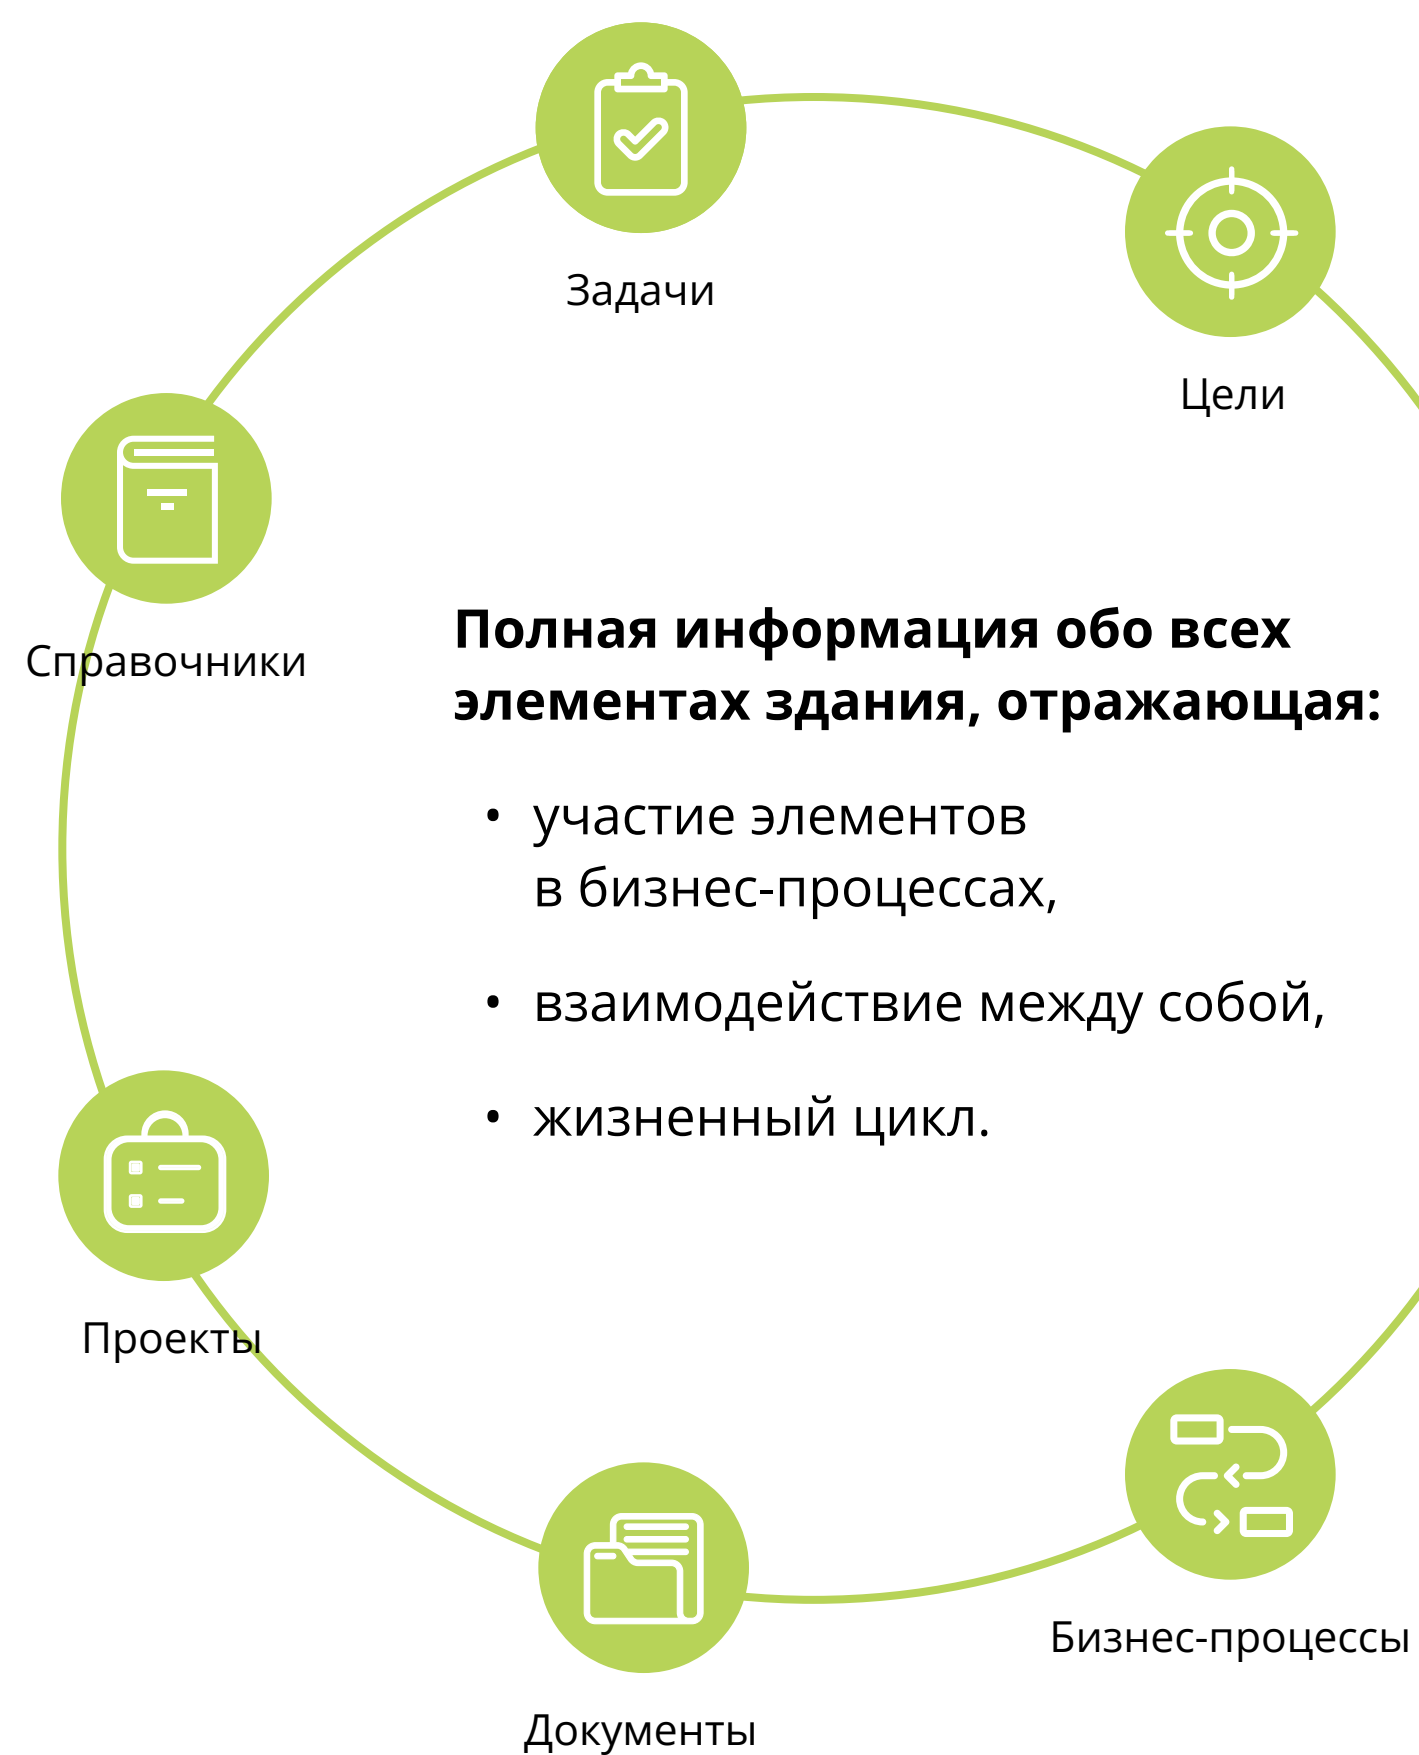 Задачи
Цели
Справочники
Полная информация обо всех
элементах здания, отражающая:
• участие элементов
в бизнес-процессах,
• взаимодействие между собой,
• жизненный цикл.
Проекты
Бизнес-процессы
Документы